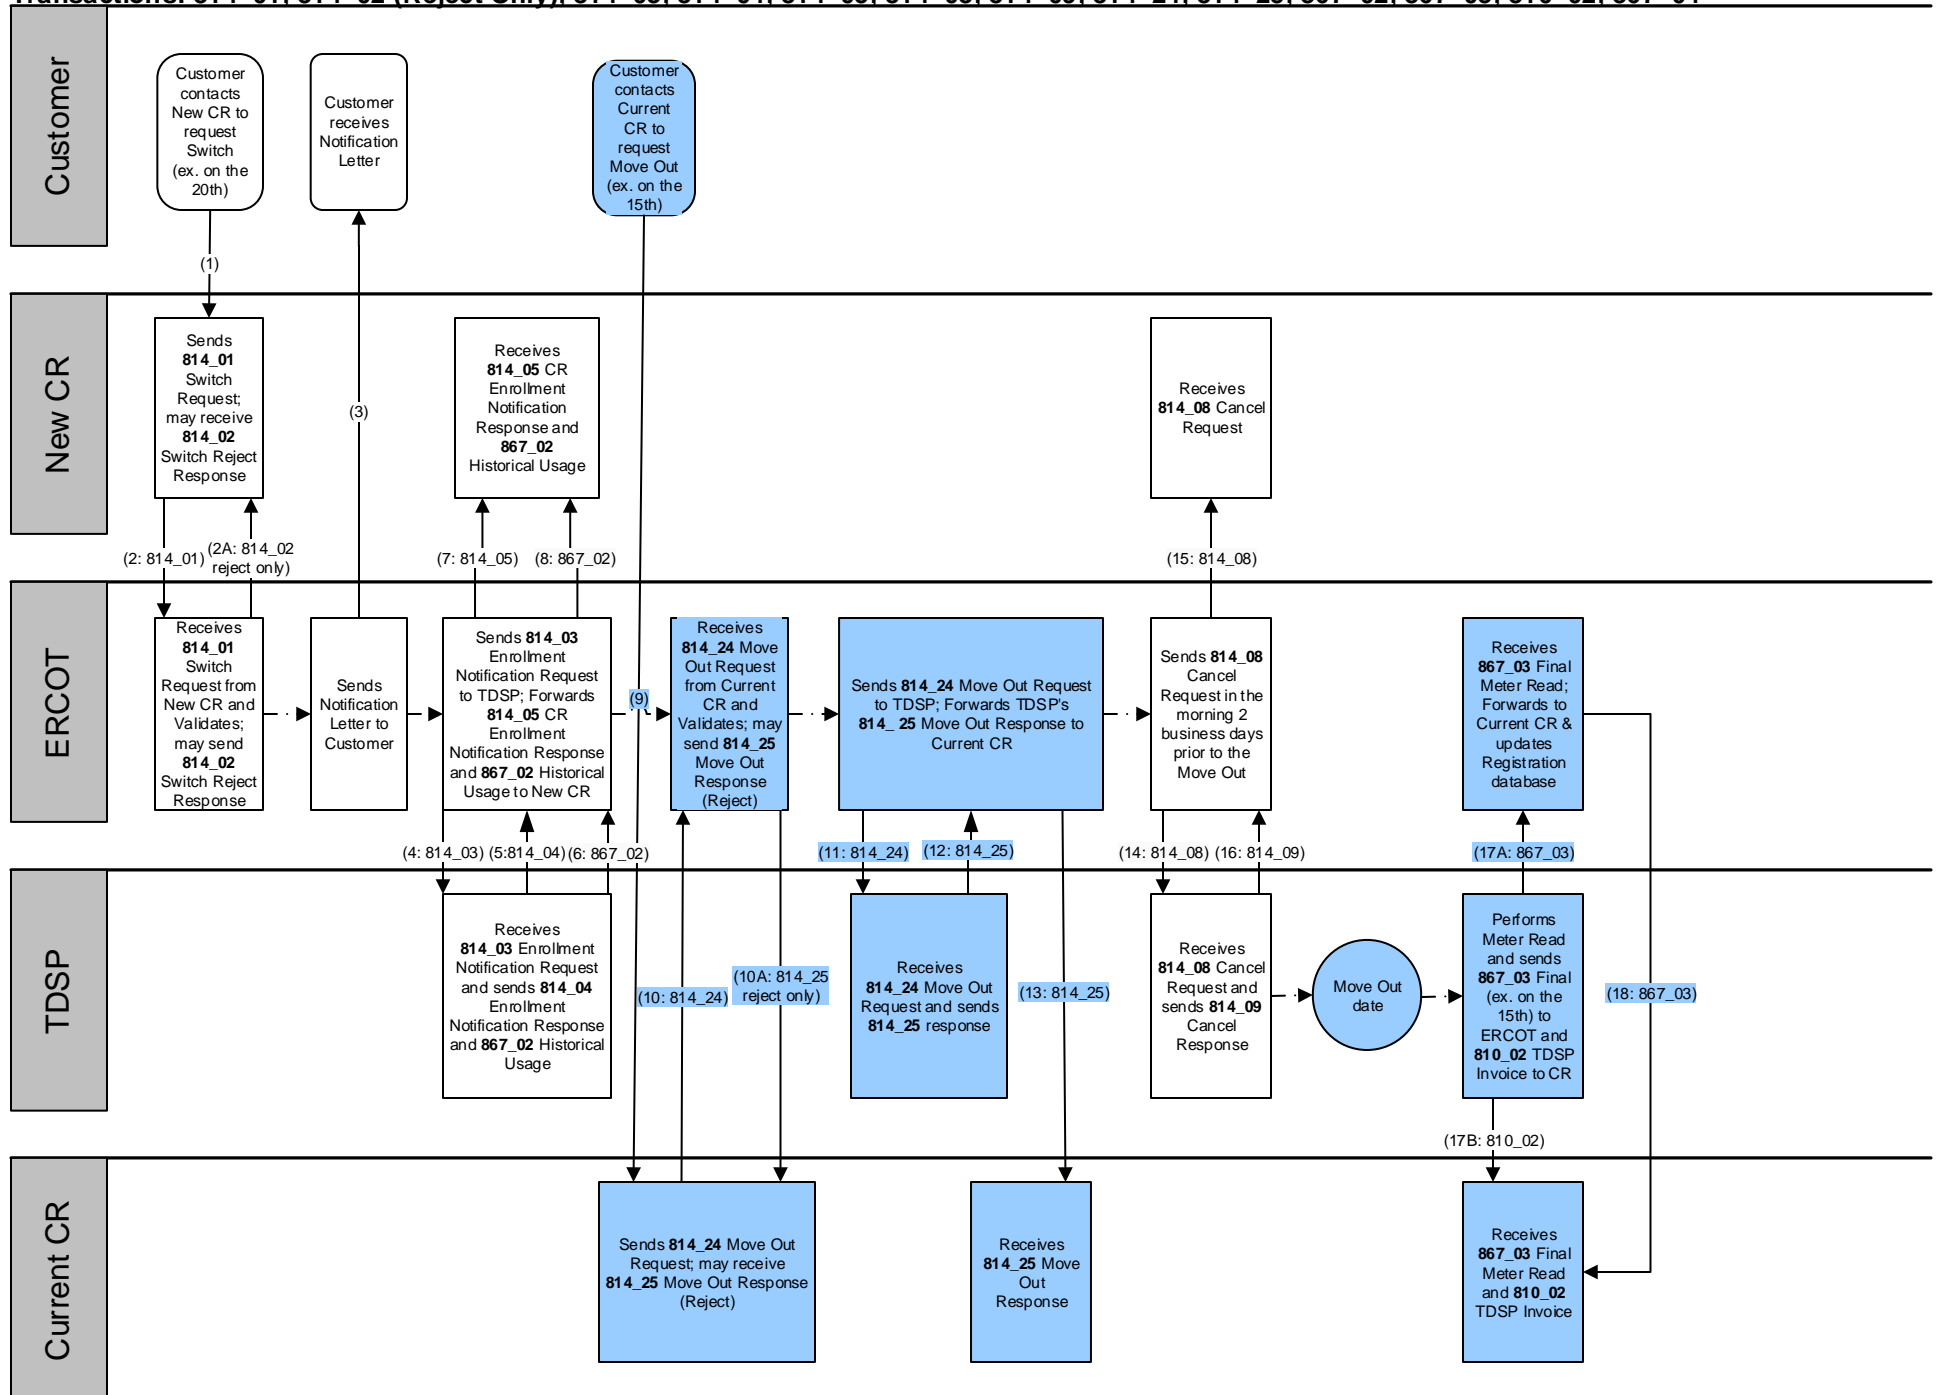 Customer
Customer
contacts
New CR to
request
Switch
(ex. on the
20th)
Customer
receives
Notification
Letter
Customer
contacts
Current
CR to
request
Move Out
(ex. on the
15th)
(1)
New CR
Sends
814_01
Switch
Request;
may receive
814_02
Switch Reject
Response
(3)
Receives
814_05 CR
Enrollment
Notification
Response and
867_02
Historical Usage
Receives
814_08 Cancel
Request
(2: 814_01)
(2A: 814_02
reject only)
(7: 814_05)
(8: 867_02)
(15: 814_08)
ERCOT
Receives
814_01
Switch
Request from
New CR and
Validates;
may send
814_02
Switch Reject
Response
Sends
Notification
Letter to
Customer
Sends 814_03
Enrollment
Notification Request
to TDSP; Forwards
814_05 CR
Enrollment
Notification Response
and 867_02 Historical
Usage to New CR
(9)
Receives
814_24 Move
Out Request
from Current
CR and
Validates; may
send 814_25
Move Out
Response
(Reject)
Sends 814_24 Move Out Request
to TDSP; Forwards TDSP's
814_ 25 Move Out Response to
Current CR
Sends 814_08
Cancel
Request in the
morning 2
business days
prior to the
Move Out
Receives
867_03 Final
Meter Read;
Forwards to
Current CR &
updates
Registration
database
(4: 814_03)
(5:814_04)
(6: 867_02)
(11: 814_24)
(12: 814_25)
(14: 814_08)
(16: 814_09)
(17A: 867_03)
TDSP
Receives
814_03 Enrollment
Notification Request
and sends 814_04
Enrollment
Notification Response
and 867_02 Historical
Usage
(10: 814_24)
(10A: 814_25
reject only)
Receives
814_24 Move Out
Request and sends
814_25 response
(13: 814_25)
Receives
814_08 Cancel
Request and
sends 814_09
Cancel
Response
Move Out
date
Performs
Meter Read
and sends
867_03 Final
(ex. on the
15th) to
ERCOT and
810_02 TDSP
Invoice to CR
(18: 867_03)
(17B: 810_02)
Current CR
Sends 814_24 Move Out
Request; may receive
814_25 Move Out Response
(Reject)
Receives
814_25 Move
Out
Response
Receives
867_03 Final
Meter Read
and 810_02
TDSP Invoice